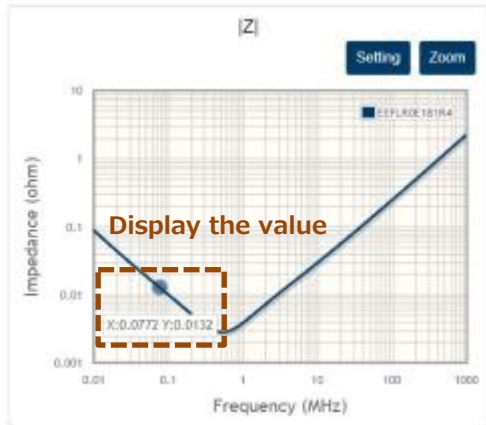 |Z|
Setting Zoom
10
EEFLR0E181R4
1
Impedance (ohm)
0.1
Display the value
0.01
X:0.0772 Y:0.0132
0.001
0.01 0.1 1 10 100 1000
Frequency (MHz)